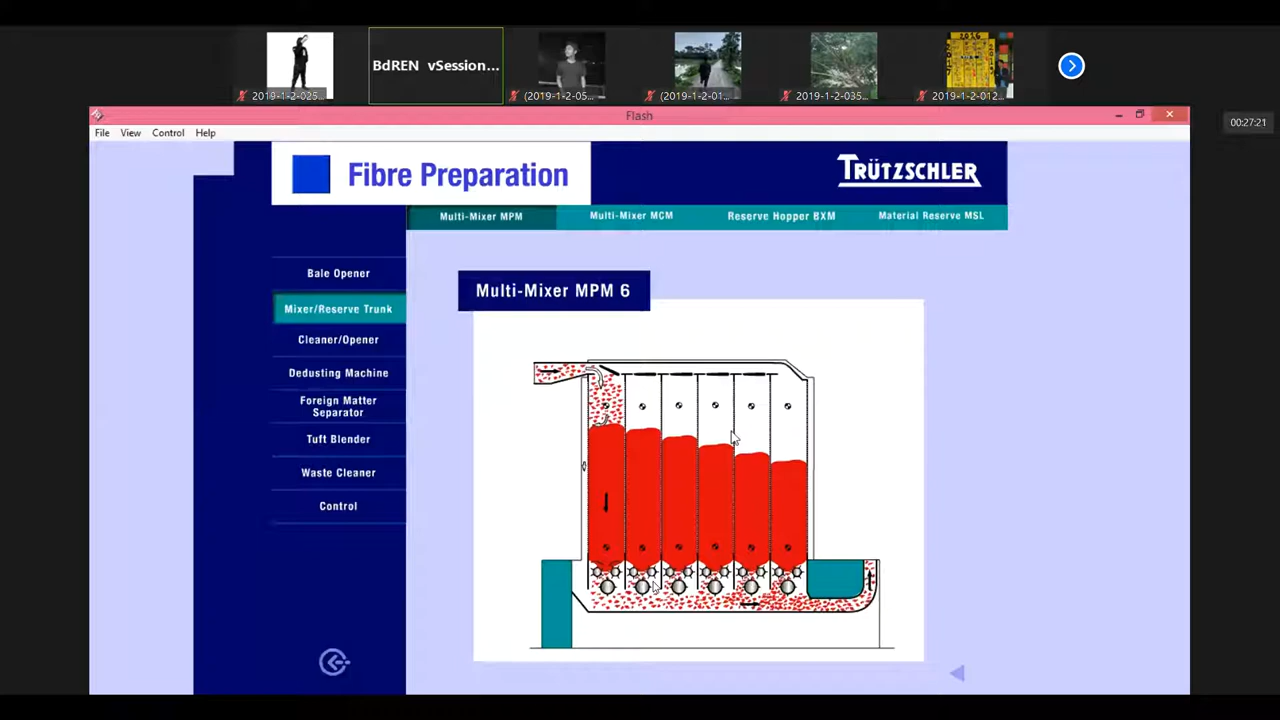 BdREN vSession...
2019-1-2-025...
(2019-1-2-05...
(2019-1-2-01...
2019-1-2-035...
2019-1-2-012...
Flash
00:27:21
File View Control Help
Fibre Preparation
TRÜTZSCHLER
Multi-Mixer MPM
Multi-Mixer MCM
Reserve Hopper BXM
Material Reserve MSL
Bale Opener
Mixer/Reserve Trunk
Cleaner/Opener
Dedusting Machine
Foreign Matter
Separator
Tuft Blender
Waste Cleaner
Control
Multi-Mixer MPM 6